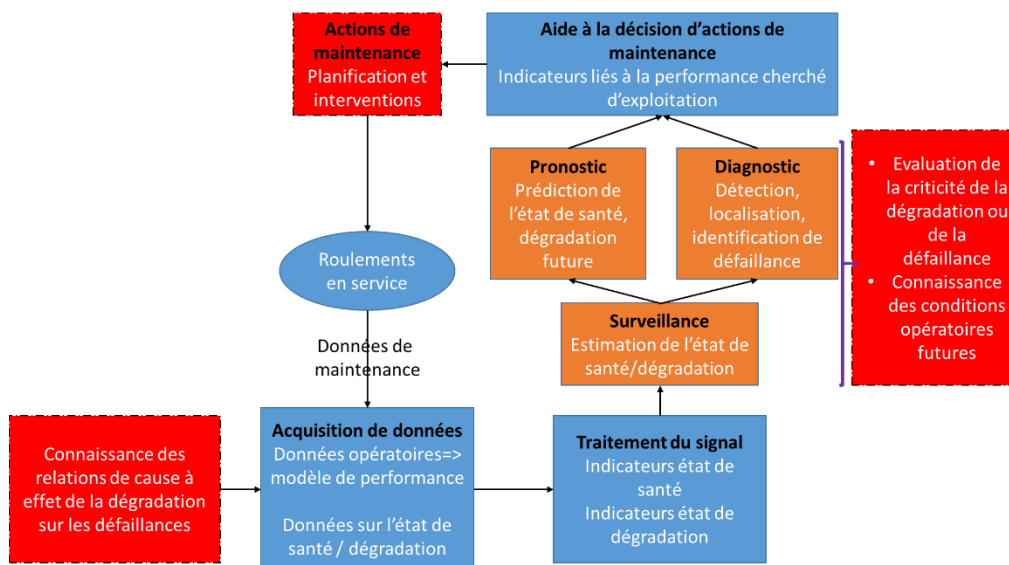 Actions de
maintenance
Planification et
interventions
Aide à la décision d'actions de
maintenance
Indicateurs liés à la performance cherché
d'exploitation
Pronostic
Prédiction de
l'état de santé,
dégradation
future
Diagnostic
Détection,
localisation,
identification de
défaillance
• Evaluation de
la criticité de la
dégradation ou
de la
défaillance
• Connaissance
des conditions
opératoires
futures
Roulements
en service
Surveillance
Estimation de l'état de
santé/dégradation
Données de
maintenance
Connaissance des
relations de cause à
effet de la dégradation
sur les défaillances
Acquisition de données
Données opératoires=>
modèle de performance
Données sur l'état de
santé / dégradation
Traitement du signal
Indicateurs état de
santé
Indicateurs état de
dégradation